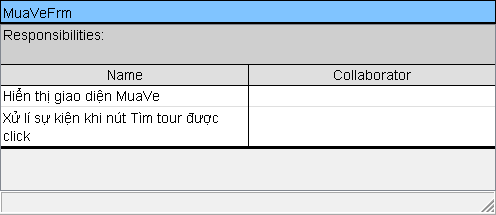 MuaVeFrm
Responsibilities:
Name
Collaborator
Hiển thị giao diện MuaVe
Xử lí sự kiện khi nút Tìm tour được
click